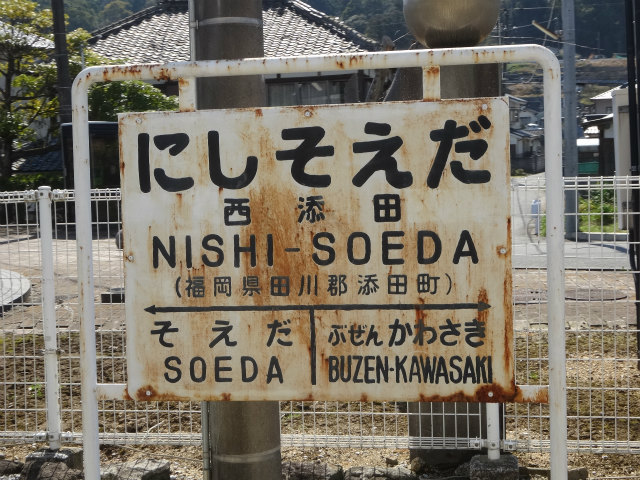 にしそえだ
西添田
NISHI-SOEDA
(福岡県田川郡添田町)
そえだ ぶぜんかわさき
SOEDA BUZEN-KAWASAKI